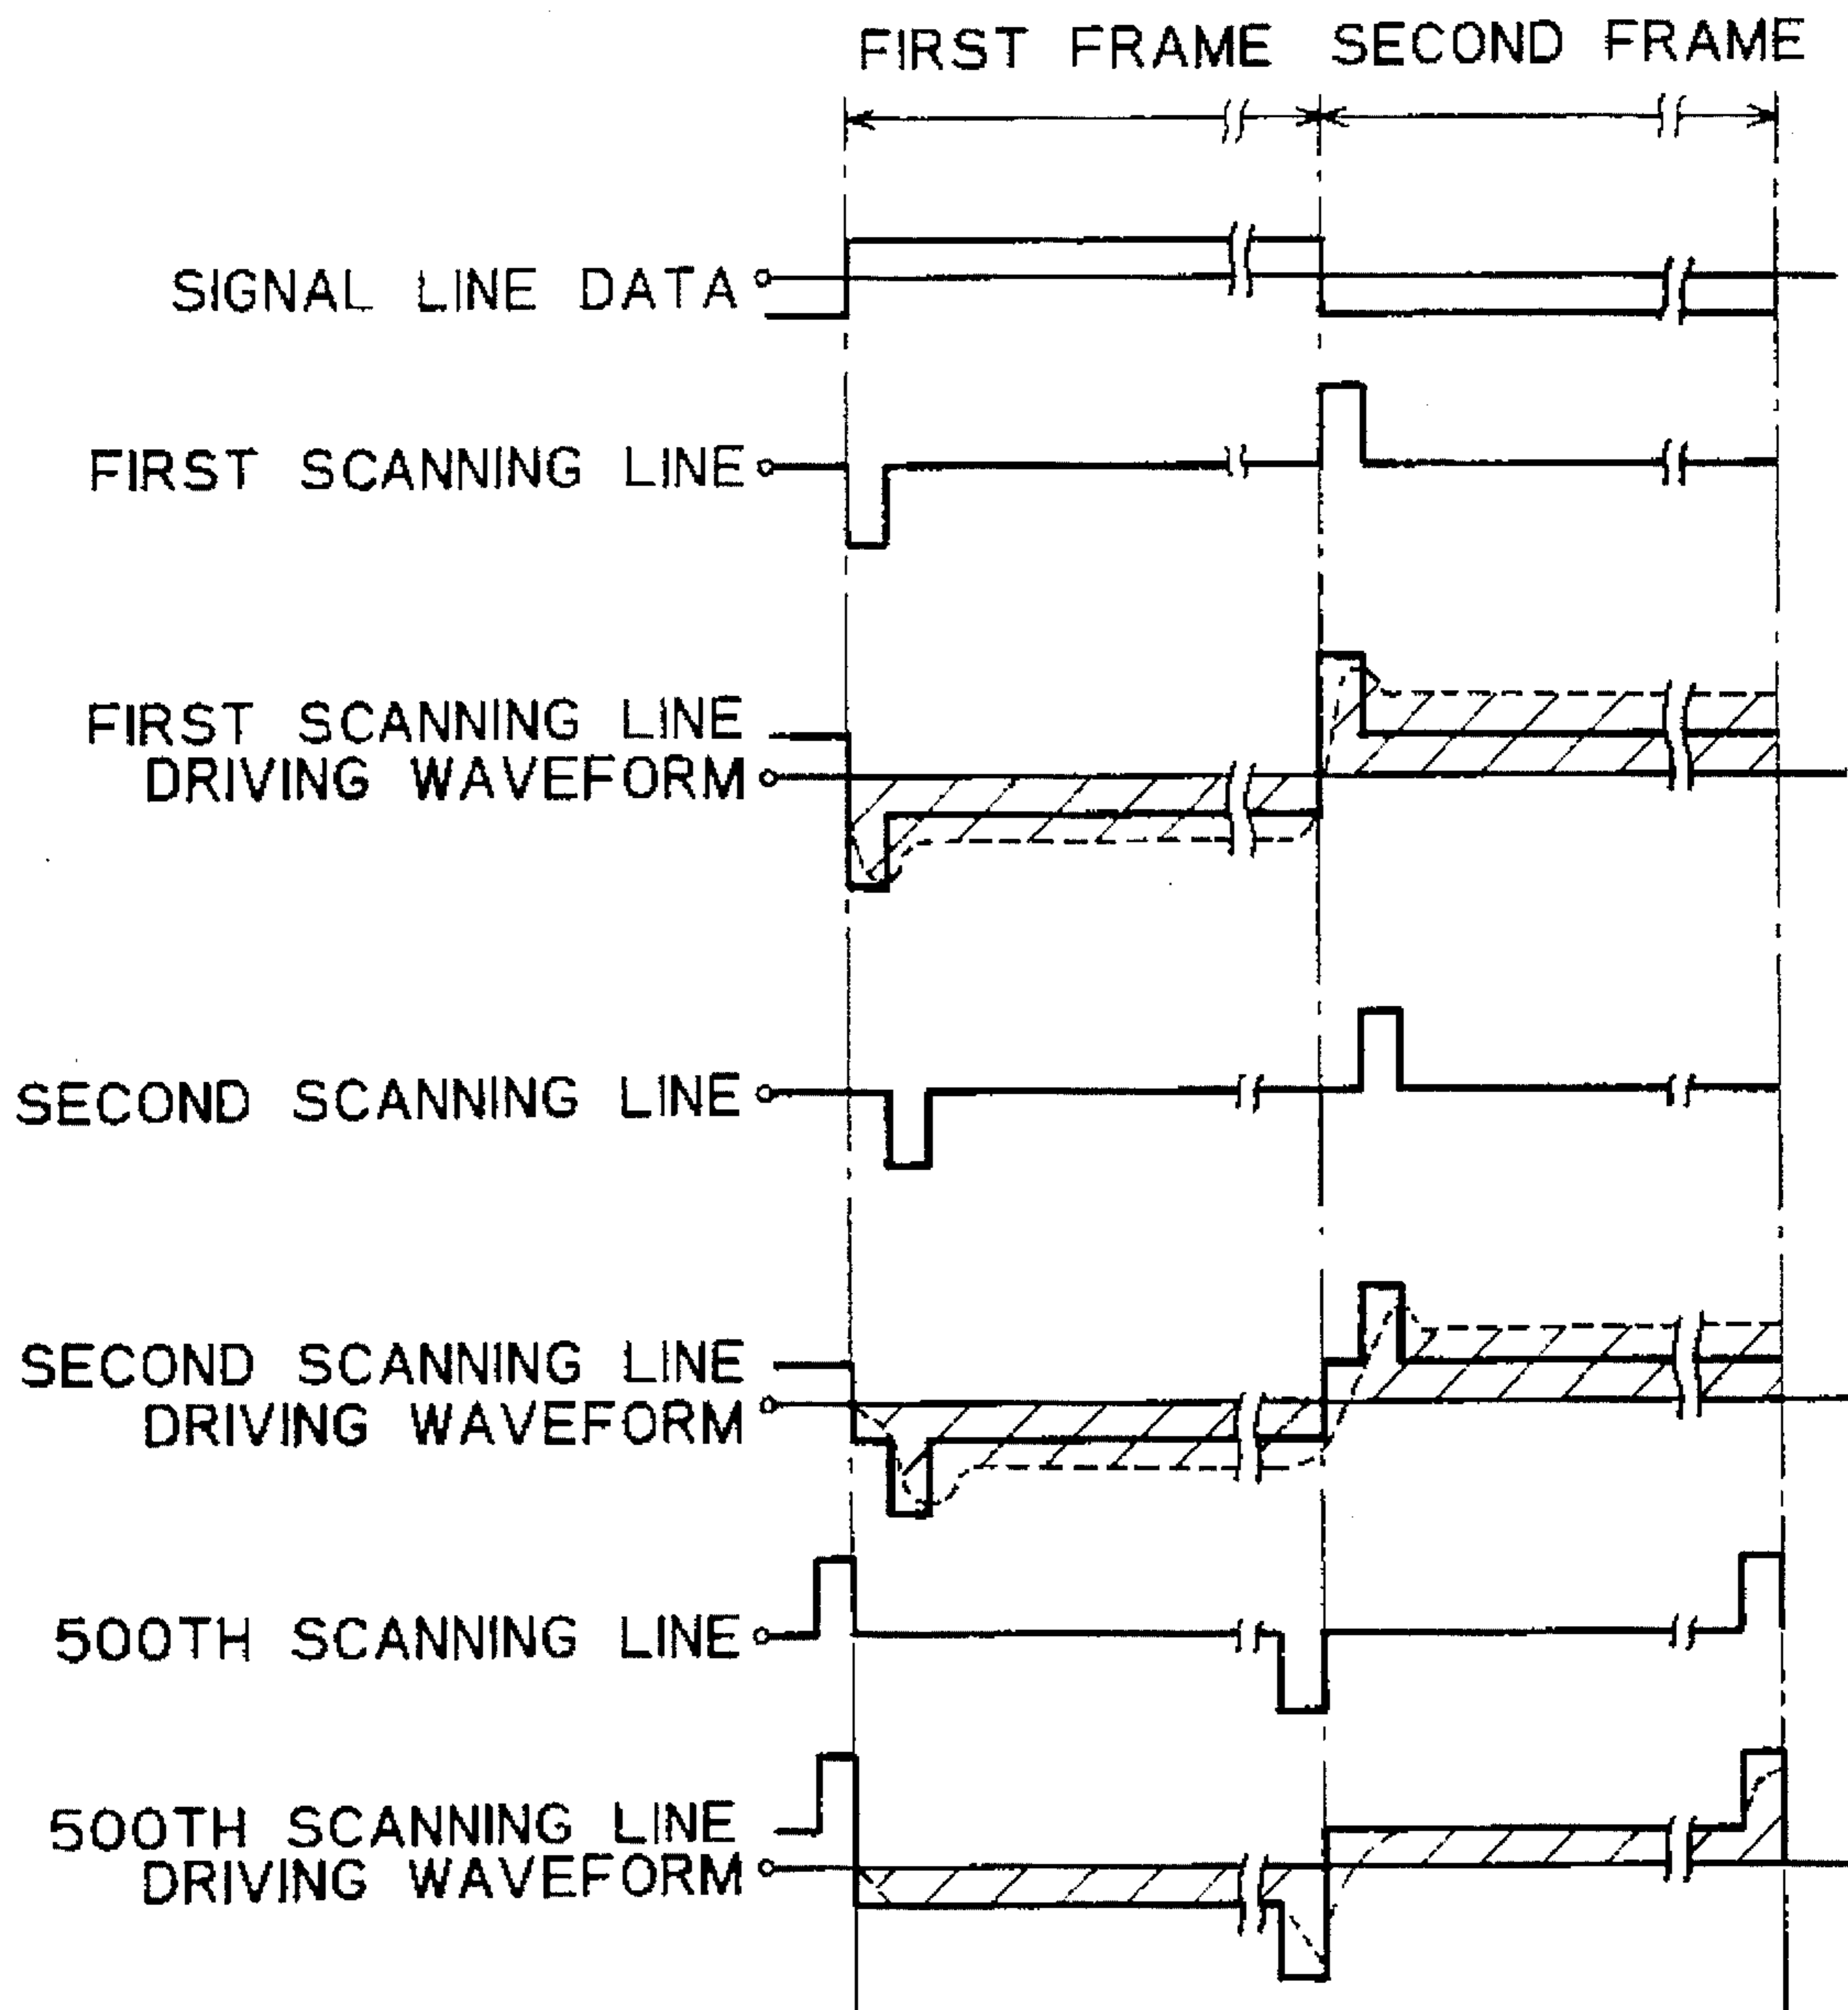 FIRST FRAME SECOND FRAME
SIGNAL LINE DATA
FIRST SCANNING LINE
FIRST SCANNING LINE
DRIVING WAVEFORM
SECOND SCANNING LINE
SECOND SCANNING LINE
DRIVING WAVEFORM
500TH SCANNING LINE
500TH SCANNING LINE
DRIVING WAVEFORM